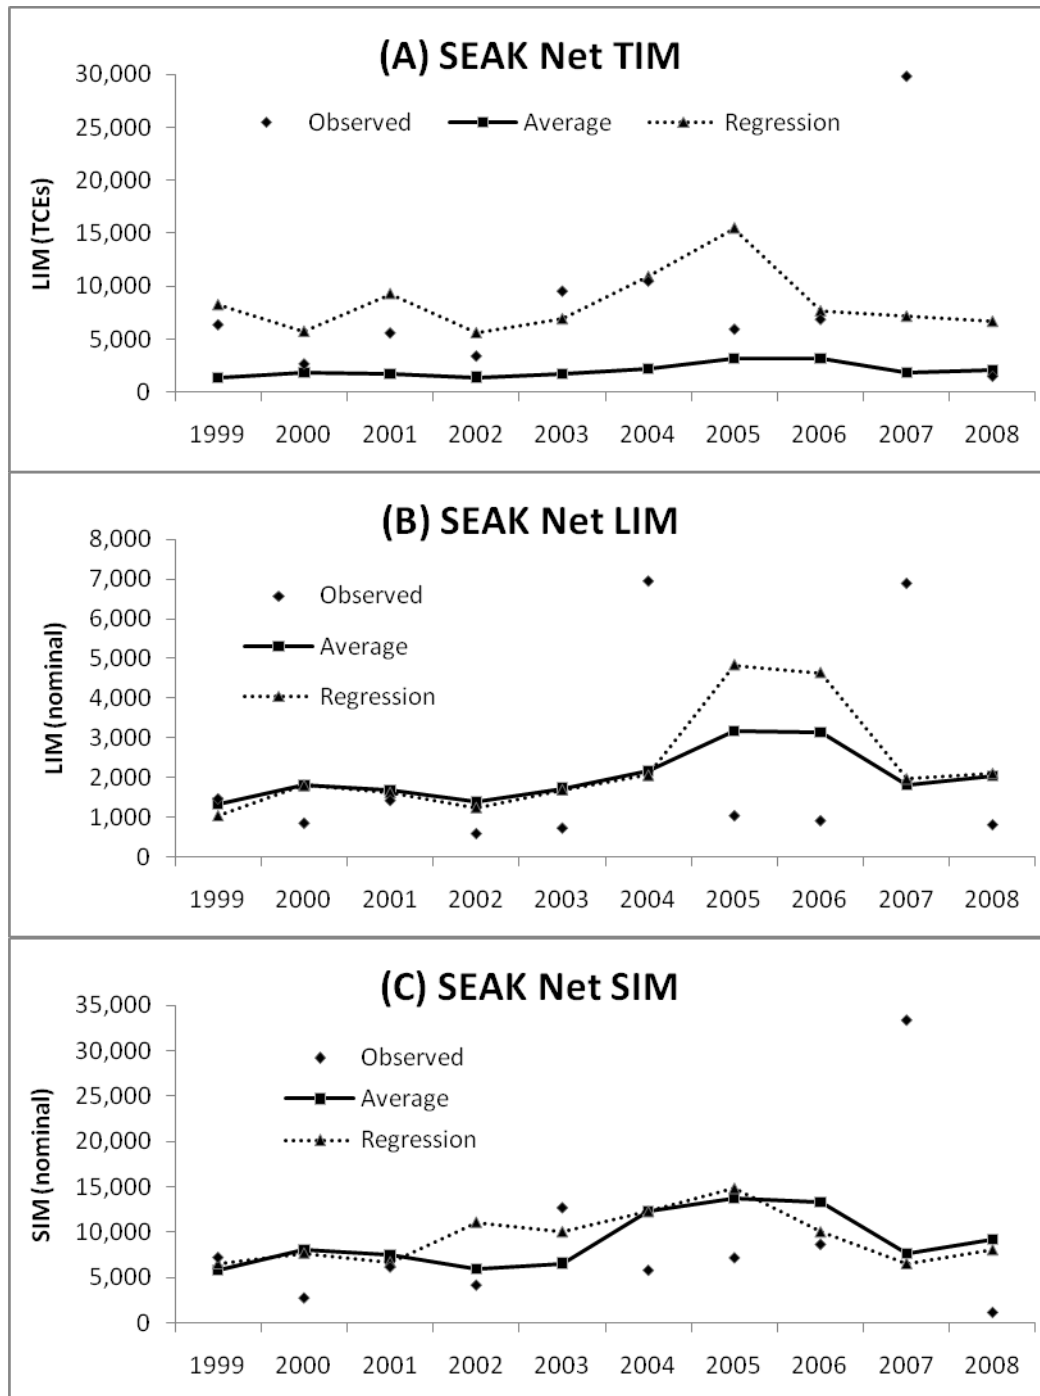 (A) SEAK Net TIM
30,000
25,000
20,000
15,000
10,000
5,000
0
LIM (TCEs)
Observed Average Regression
1999 2000 2001 2002 2003 2004 2005 2006 2007 2008
(B) SEAK Net LIM
8,000
7,000
6,000
5,000
4,000
3,000
2,000
1,000
0
LIM (nominal)
Observed
Average
Regression
1999 2000 2001 2002 2003 2004 2005 2006 2007 2008
(C) SEAK Net SIM
35,000
30,000
25,000
20,000
15,000
10,000
5,000
0
SIM (nominal)
Observed
Average
Regression
1999 2000 2001 2002 2003 2004 2005 2006 2007 2008